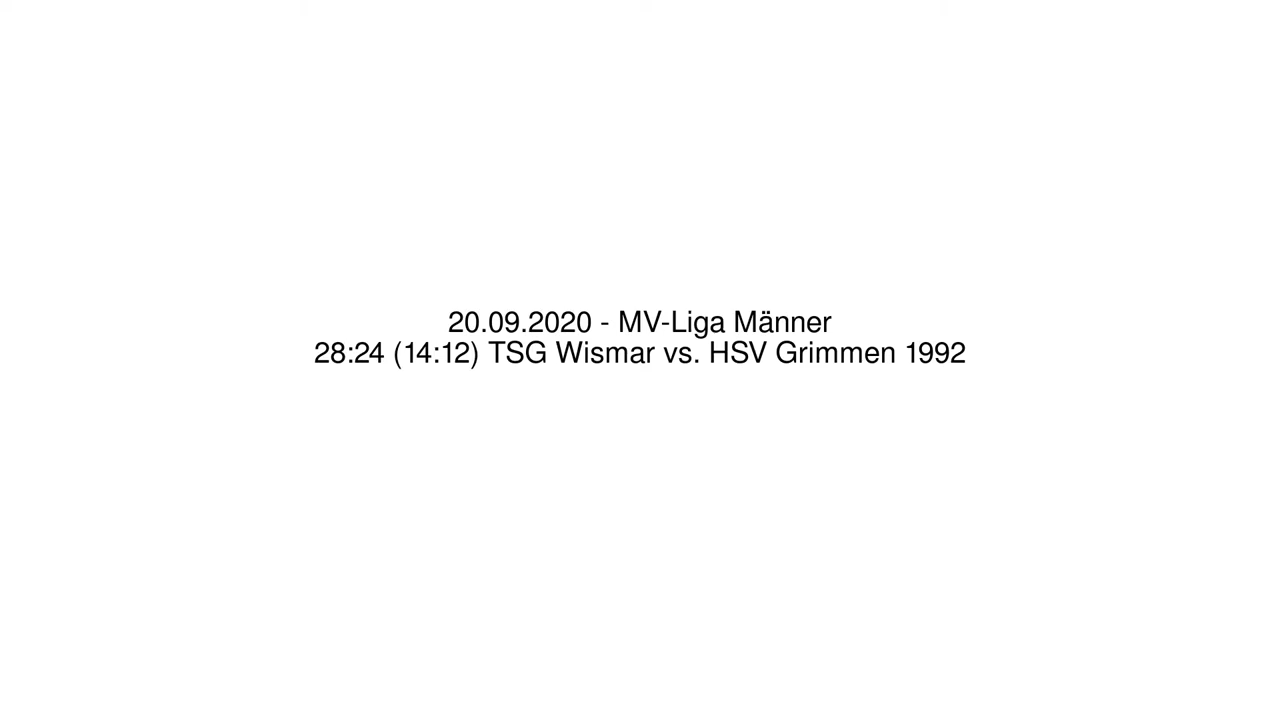 20.09.2020 - MV-Liga Männer
28:24 (14:12) TSG Wismar vs. HSV Grimmen 1992